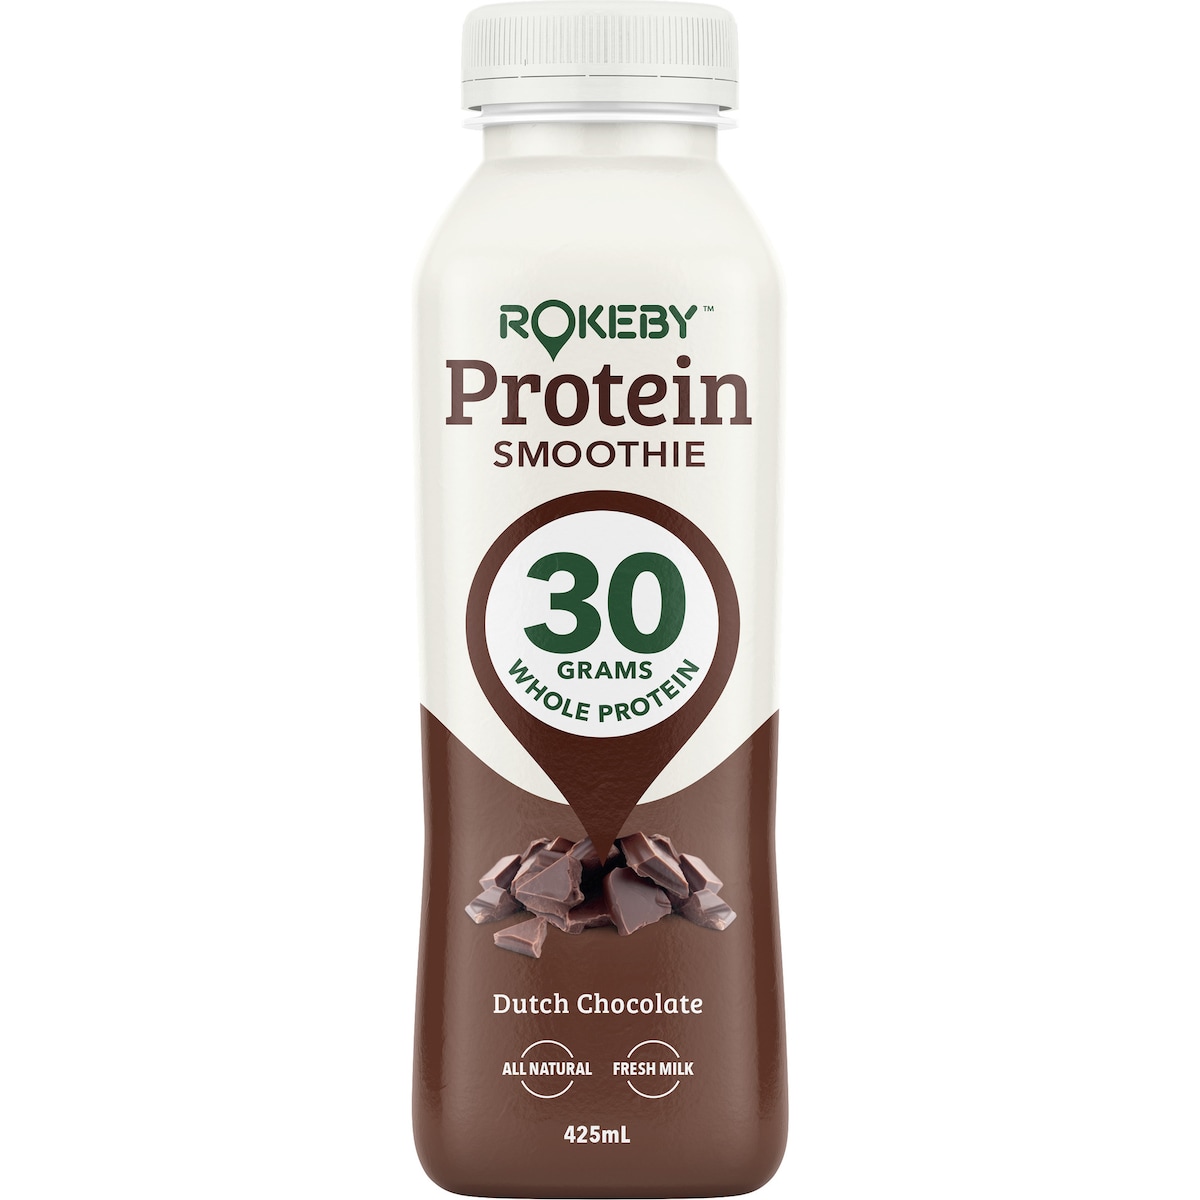 ROKEBY™
Protein
SMOOTHIE
30
GRAMS
WHOLE PROTEIN
Dutch Chocolate
ALL NATURAL FRESH MILK
425mL